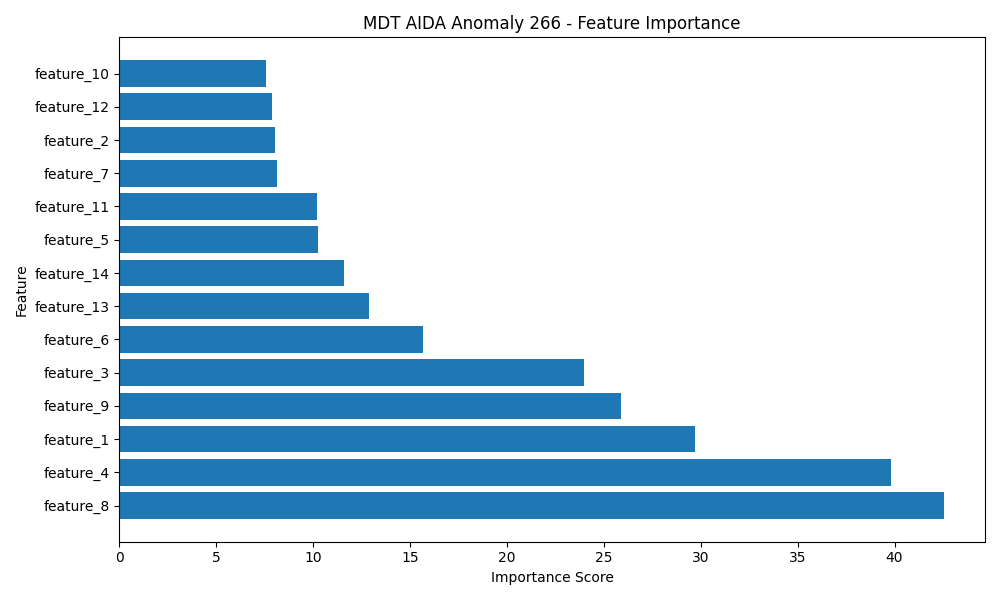 MDT AIDA Anomaly 266 - Feature Importance
Feature
feature_10
feature_12
feature_2
feature_7
feature_11
feature_5
feature_14
feature_13
feature_6
feature_3
feature_9
feature_1
feature_4
feature_8
0 5 10 15 20 25 30 35 40
Importance Score